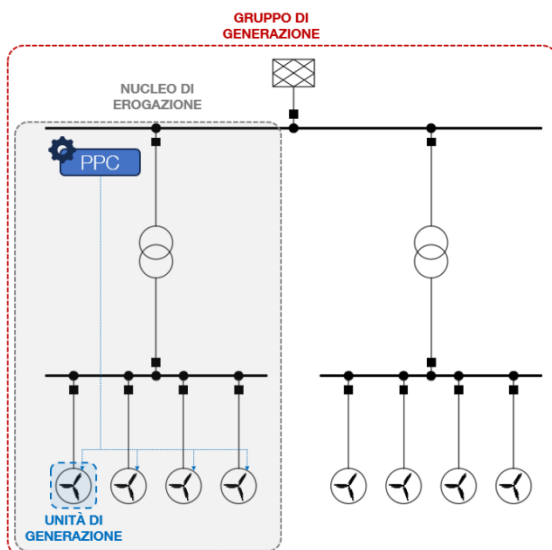 GRUPPO DI
GENERAZIONE
NUCLEO DI
EROGAZIONE
PPC
UNITÀ DI
GENERAZIONE